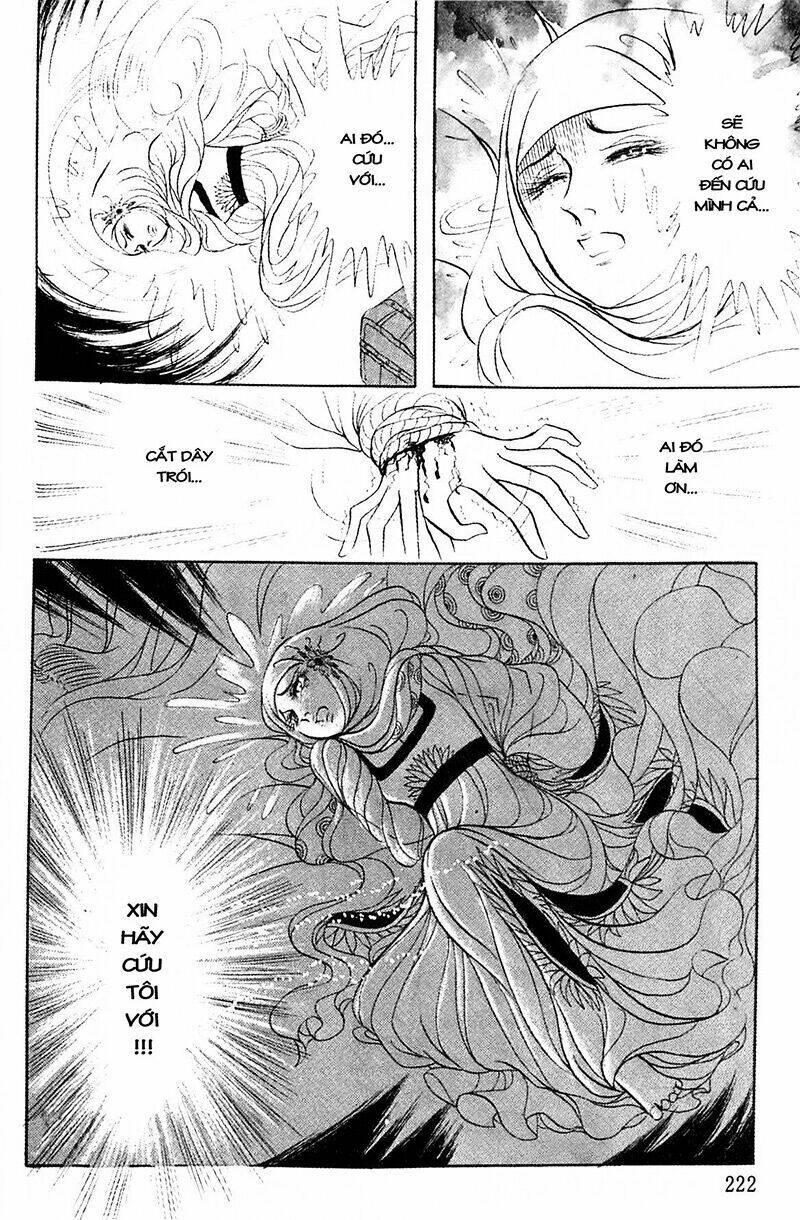 SẼ
KHÔNG
CÓ AI
ĐẾN CỨU
MÌNH CẢ...
AI ĐÓ...
CỨU
VỚI...
AI ĐÓ
LÀM
ƠN...
CẮT DÂY
TRÓI...
XIN
HÃY
CỨU
TÔI
VỚI
!!!
222